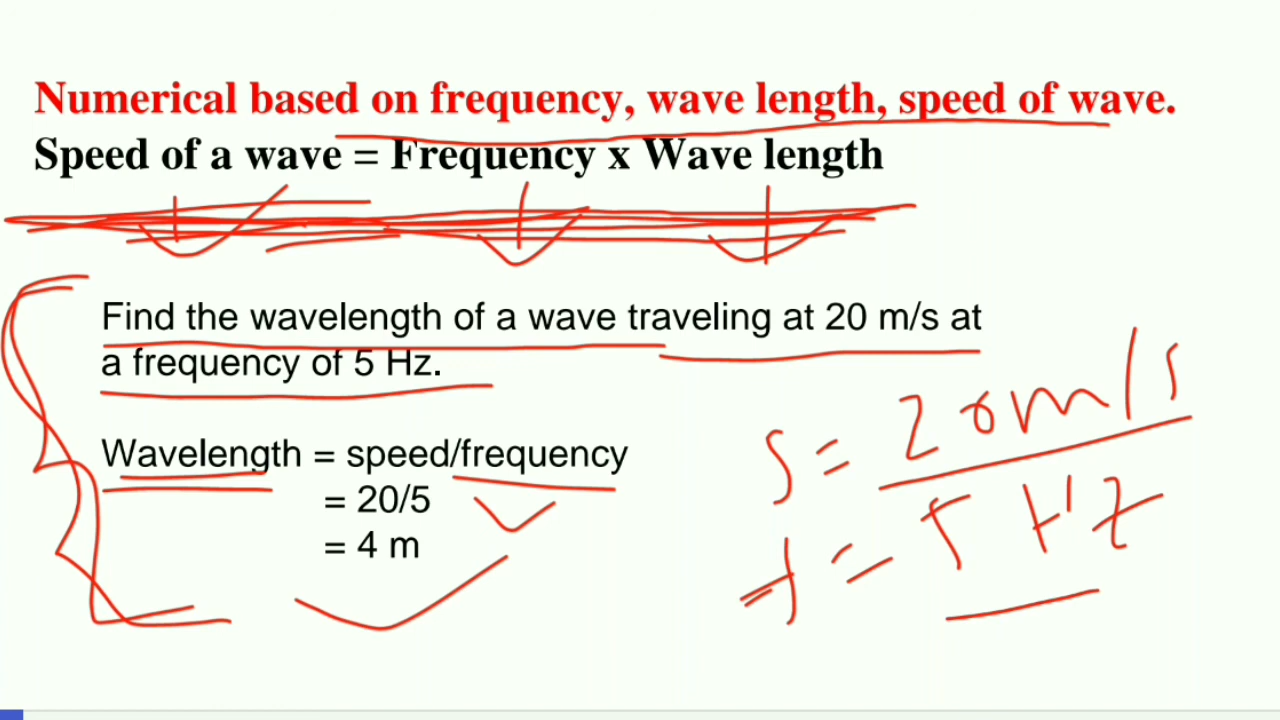 Numerical based on frequency, wave length, speed of wave.
Speed of a wave = Frequency x Wave length
Find the wavelength of a wave traveling at 20 m/s at
a frequency of 5 Hz.
Wavelength = speed/frequency
= 20/5
= 4 m
S = 20m/s
f = 5 Hz